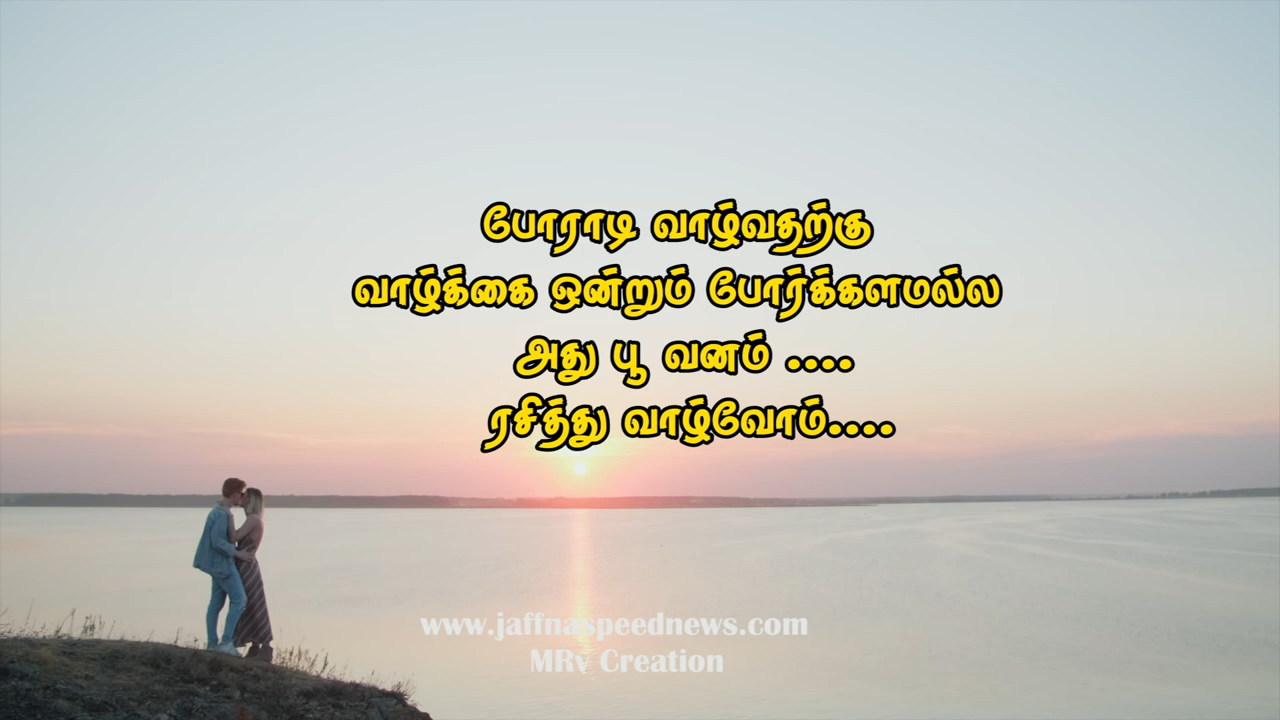 போராடி வாழ்வதற்கு
வாழ்க்கை ஒன்றும் போர்க்களமல்ல
அது பூ வனம் ....
ரசித்து வாழ்வோம்....
www.jaffnaspeednews.com
MRv Creation